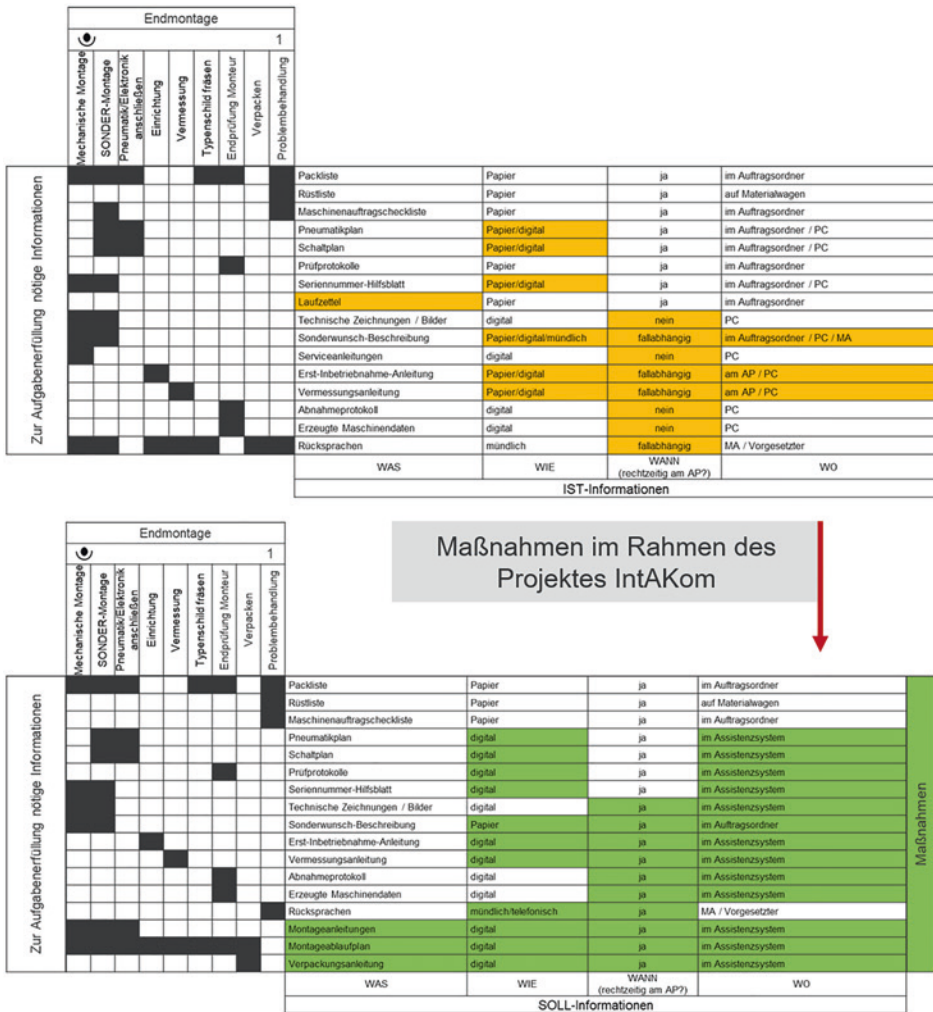 Endmontage
1
Mechanische Montage
SONDER-Montage
Pneumatik/Elektronik
anschließen
Einrichtung
Vermessung
Typenschild fräsen
Endprüfung Monteur
Verpacken
Problembehandlung
Zur Aufgabenerfüllung nötige Informationen
Packliste Papier ja im Auftragsordner
Rüstliste Papier ja auf Materialwagen
Maschinenauftragscheckliste Papier ja im Auftragsordner
Pneumatikplan Papier/digital ja im Auftragsordner / PC
Schaltplan Papier/digital ja im Auftragsordner / PC
Prüfprotokolle Papier ja im Auftragsordner
Seriennummer-Hilfsblatt Papier/digital ja im Auftragsordner / PC
Laufzettel Papier ja im Auftragsordner
Technische Zeichnungen / Bilder digital nein PC
Sonderwunsch-Beschreibung Papier/digital/mündlich fallabhängig im Auftragsordner / PC / MA
Serviceanleitungen digital nein PC
Erst-Inbetriebnahme-Anleitung Papier/digital fallabhängig am AP / PC
Vermessungsanleitung Papier/digital fallabhängig am AP / PC
Abnahmeprotokoll digital nein PC
Erzeugte Maschinendaten digital nein PC
Rücksprachen mündlich fallabhängig MA / Vorgesetzter
WAS WIE WANN WO
(rechtzeitig am AP?)
IST-Informationen
Maßnahmen im Rahmen des
Projektes IntAKom
Endmontage
1
Mechanische Montage
SONDER-Montage
Pneumatik/Elektronik
anschließen
Einrichtung
Vermessung
Typenschild fräsen
Endprüfung Monteur
Verpacken
Problembehandlung
Zur Aufgabenerfüllung nötige Informationen
Packliste Papier ja im Auftragsordner
Rüstliste Papier ja auf Materialwagen
Maschinenauftragscheckliste Papier ja im Auftragsordner
Pneumatikplan digital ja im Assistenzsystem
Schaltplan digital ja im Assistenzsystem
Prüfprotokolle digital ja im Assistenzsystem
Seriennummer-Hilfsblatt digital ja im Assistenzsystem
Technische Zeichnungen / Bilder digital ja im Assistenzsystem
Sonderwunsch-Beschreibung Papier ja im Auftragsordner
Erst-Inbetriebnahme-Anleitung digital ja im Assistenzsystem
Vermessungsanleitung digital ja im Assistenzsystem
Abnahmeprotokoll digital ja im Assistenzsystem
Erzeugte Maschinendaten digital ja im Assistenzsystem
Rücksprachen mündlich/telefonisch ja MA / Vorgesetzter
Montageanleitungen digital ja im Assistenzsystem
Montageablaufplan digital ja im Assistenzsystem
Verpackungsanleitung digital ja im Assistenzsystem
Maßnahmen
WAS WIE WANN WO
(rechtzeitig am AP?)
SOLL-Informationen